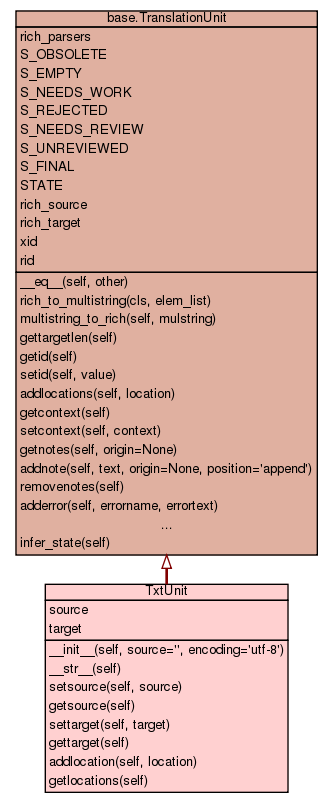 base.TranslationUnit
rich_parsers
S_OBSOLETE
S_EMPTY
S_NEEDS_WORK
S_REJECTED
S_NEEDS_REVIEW
S_UNREVIEWED
S_FINAL
STATE
rich_source
rich_target
xid
rid
__eq__(self, other)
rich_to_multistring(cls, elem_list)
multistring_to_rich(self, mulstring)
gettargetlen(self)
getid(self)
setid(self, value)
addlocations(self, location)
getcontext(self)
setcontext(self, context)
getnotes(self, origin=None)
addnote(self, text, origin=None, position='append')
removenotes(self)
adderror(self, errorname, errortext)
...
infer_state(self)
TxtUnit
source
target
__init__(self, source='', encoding='utf-8')
__str__(self)
setsource(self, source)
getsource(self)
settarget(self, target)
gettarget(self)
addlocation(self, location)
getlocations(self)